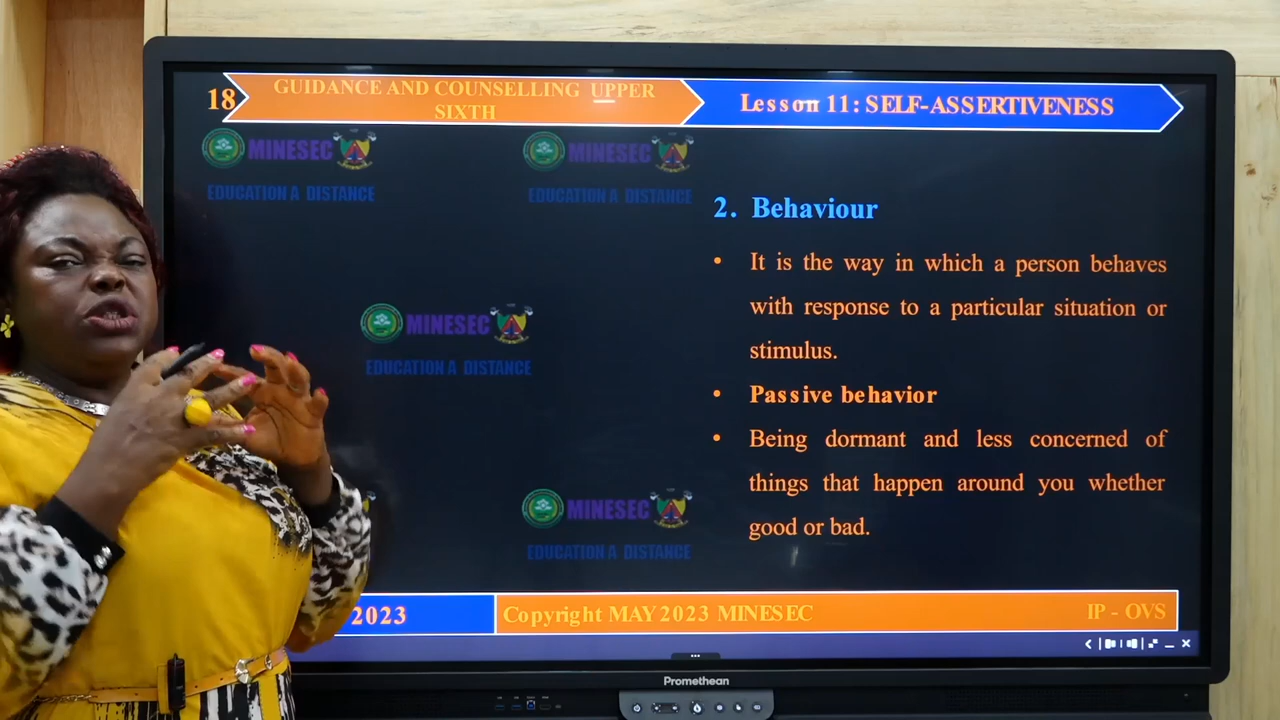 18
GUIDANCE AND COUNSELLING UPPER
SIXTH
Lesson 11: SELF-ASSERTIVENESS
MINESEC
EDUCATION A DISTANCE
MINESEC
EDUCATION A DISTANCE
2. Behaviour
• It is the way in which a person behaves
with response to a particular situation or
stimulus.
MINESEC
EDUCATION A DISTANCE
• Passive behavior
• Being dormant and less concerned of
things that happen around you whether
good or bad.
MINESEC
EDUCATION A DISTANCE
2023
Copyright MAY 2023 MINESEC
IP - OVS
Promethean